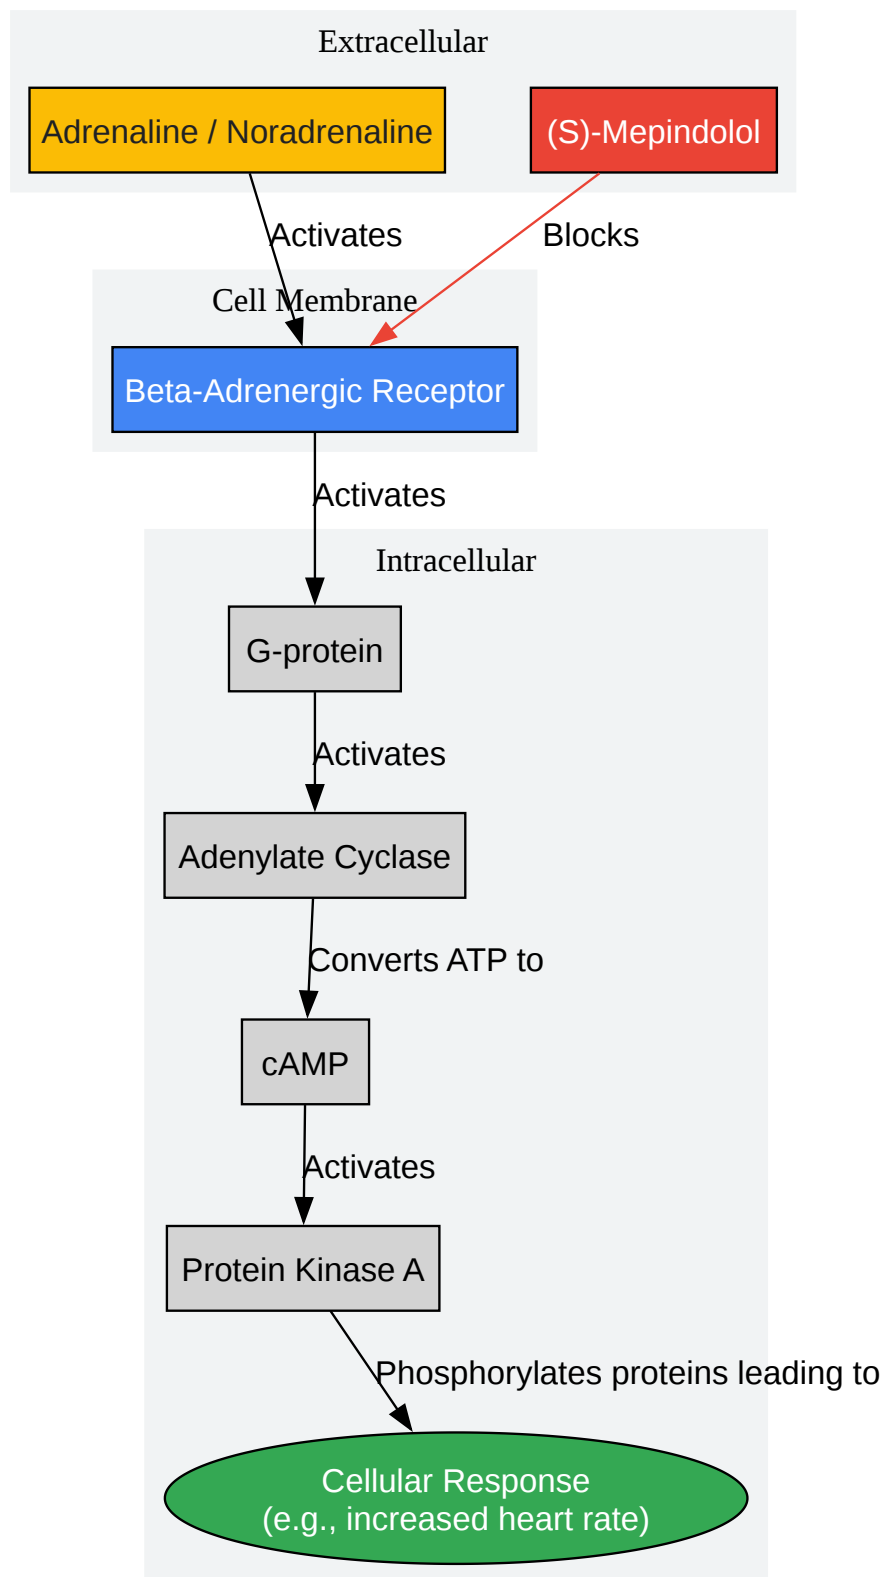 Extracellular
Adrenaline / Noradrenaline
(S)-Mepindolol
Activates
Blocks
Cell Membrane
Beta-Adrenergic Receptor
Activates
Intracellular
G-protein
Activates
Adenylate Cyclase
Converts ATP to
cAMP
Activates
Protein Kinase A
Phosphorylates proteins leading to
Cellular Response
(e.g., increased heart rate)